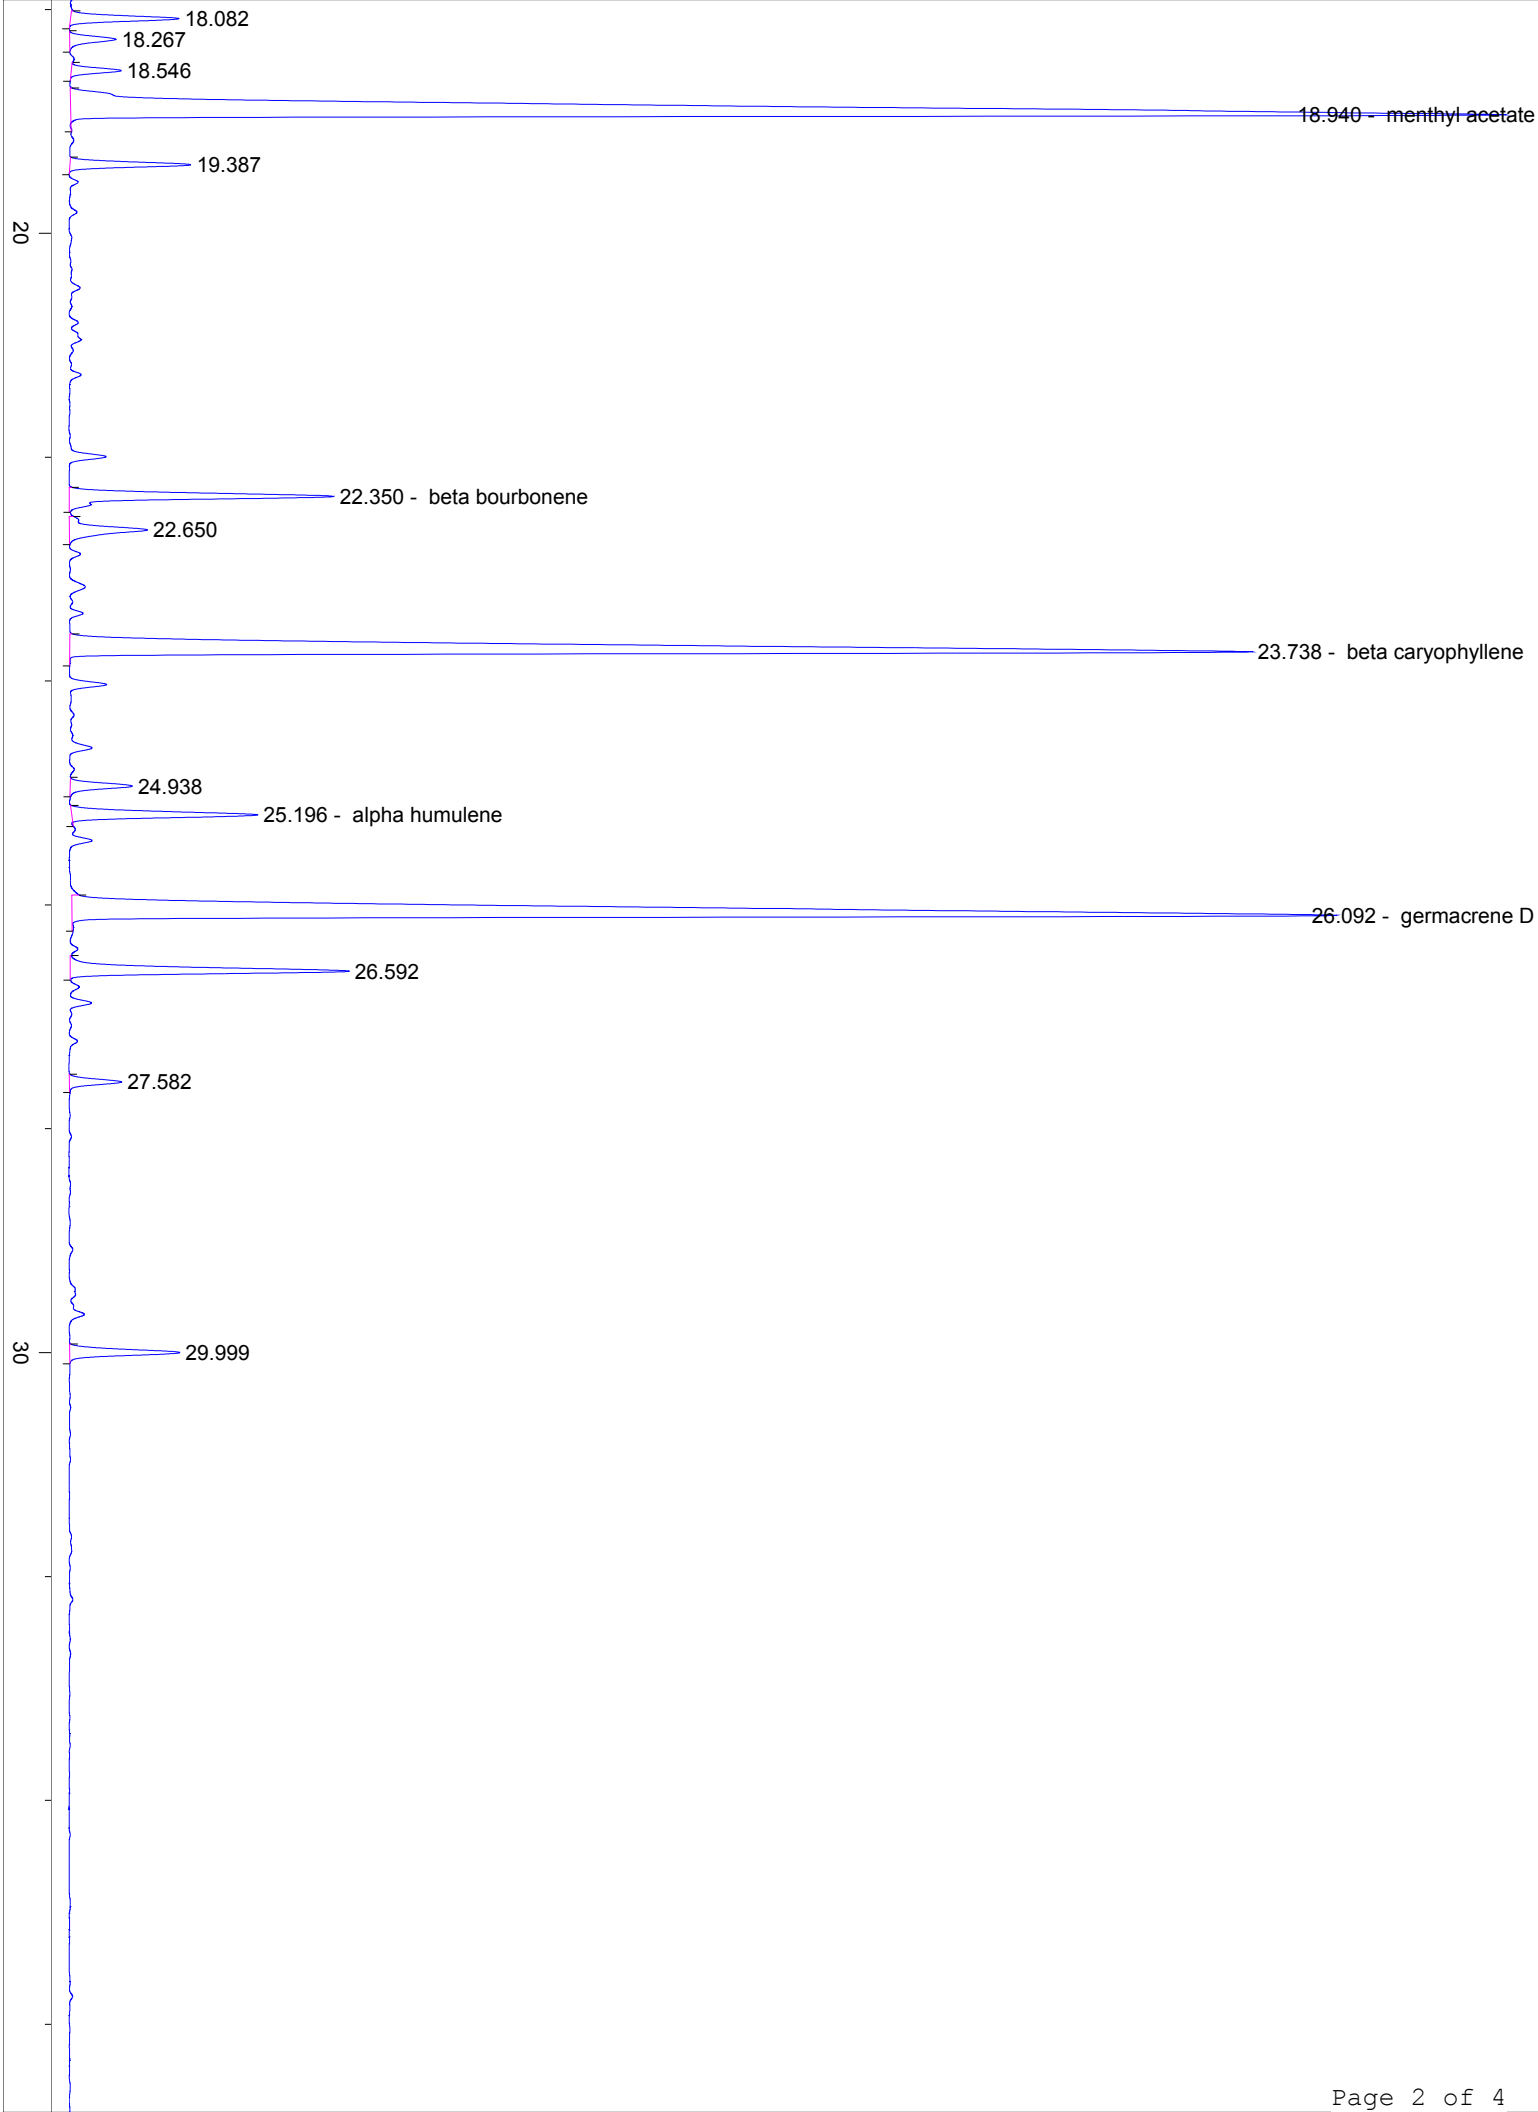 18.082
18.267
18.546
18.940 - menthyl acetate
19.387
20
22.350 - beta bourbonene
22.650
23.738 - beta caryophyllene
24.938
25.196 - alpha humulene
26.092 - germacrene D
26.592
27.582
30
29.999
Page 2 of 4